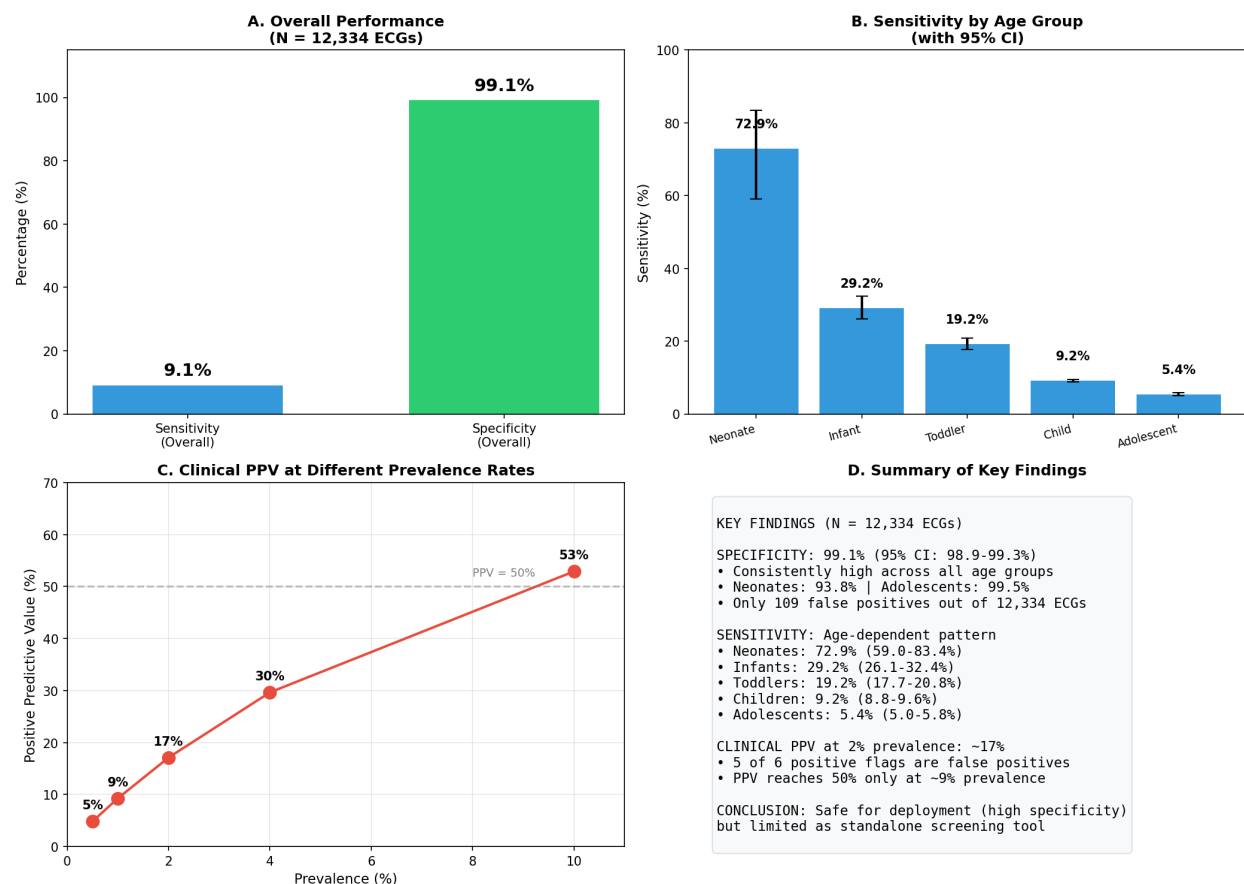 A. Overall Performance
(N = 12,334 ECGs)
Percentage (%)
100
80
60
40
20
0
9.1%
99.1%
Sensitivity
(Overall)
Specificity
(Overall)
B. Sensitivity by Age Group
(with 95% CI)
Sensitivity (%)
100
80
60
40
20
0
72.9%
29.2%
19.2%
9.2%
5.4%
Neonate
Infant
Toddler
Child
Adolescent
C. Clinical PPV at Different Prevalence Rates
Positive Predictive Value (%)
70
60
50
40
30
20
10
0
5%
9%
17%
30%
53%
PPV = 50%
0
2
4
6
8
10
Prevalence (%)
D. Summary of Key Findings
KEY FINDINGS (N = 12,334 ECGs)
SPECIFICITY: 99.1% (95% CI: 98.9-99.3%)
• Consistently high across all age groups
• Neonates: 93.8% | Adolescents: 99.5%
• Only 109 false positives out of 12,334 ECGs
SENSITIVITY: Age-dependent pattern
• Neonates: 72.9% (59.0-83.4%)
• Infants: 29.2% (26.1-32.4%)
• Toddlers: 19.2% (17.7-20.8%)
• Children: 9.2% (8.8-9.6%)
• Adolescents: 5.4% (5.0-5.8%)
CLINICAL PPV at 2% prevalence: ~17%
• 5 of 6 positive flags are false positives
• PPV reaches 50% only at ~9% prevalence
CONCLUSION: Safe for deployment (high specificity)
but limited as standalone screening tool